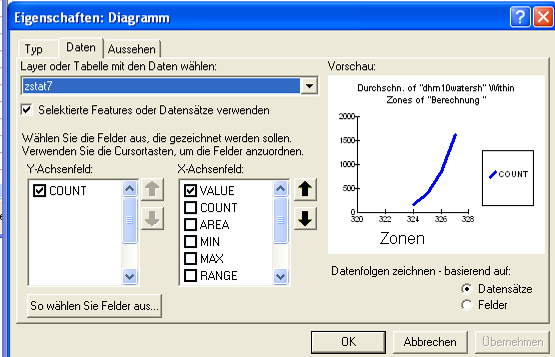 Eigenschaften: Diagramm
Typ
Daten
Aussehen
Layer oder Tabelle mit den Daten wählen:
zstat7
Selektierte Features oder Datensätze verwenden
Wählen Sie die Felder aus, die gezeichnet werden sollen.
Verwenden Sie die Cursortasten, um die Felder anzuordnen.
Y-Achsenfeld:
COUNT
X-Achsenfeld:
VALUE
COUNT
AREA
MIN
MAX
RANGE
So wählen Sie Felder aus...
Vorschau:
Durchschn. of "dhm10watersh" Within
Zones of "Berechnung "
2000
1500
1000
500
0
320 322 324 326 328
Zonen
COUNT
Datenfolgen zeichnen - basierend auf:
Datensätze
Felder
OK
Abbrechen
Übernehmen